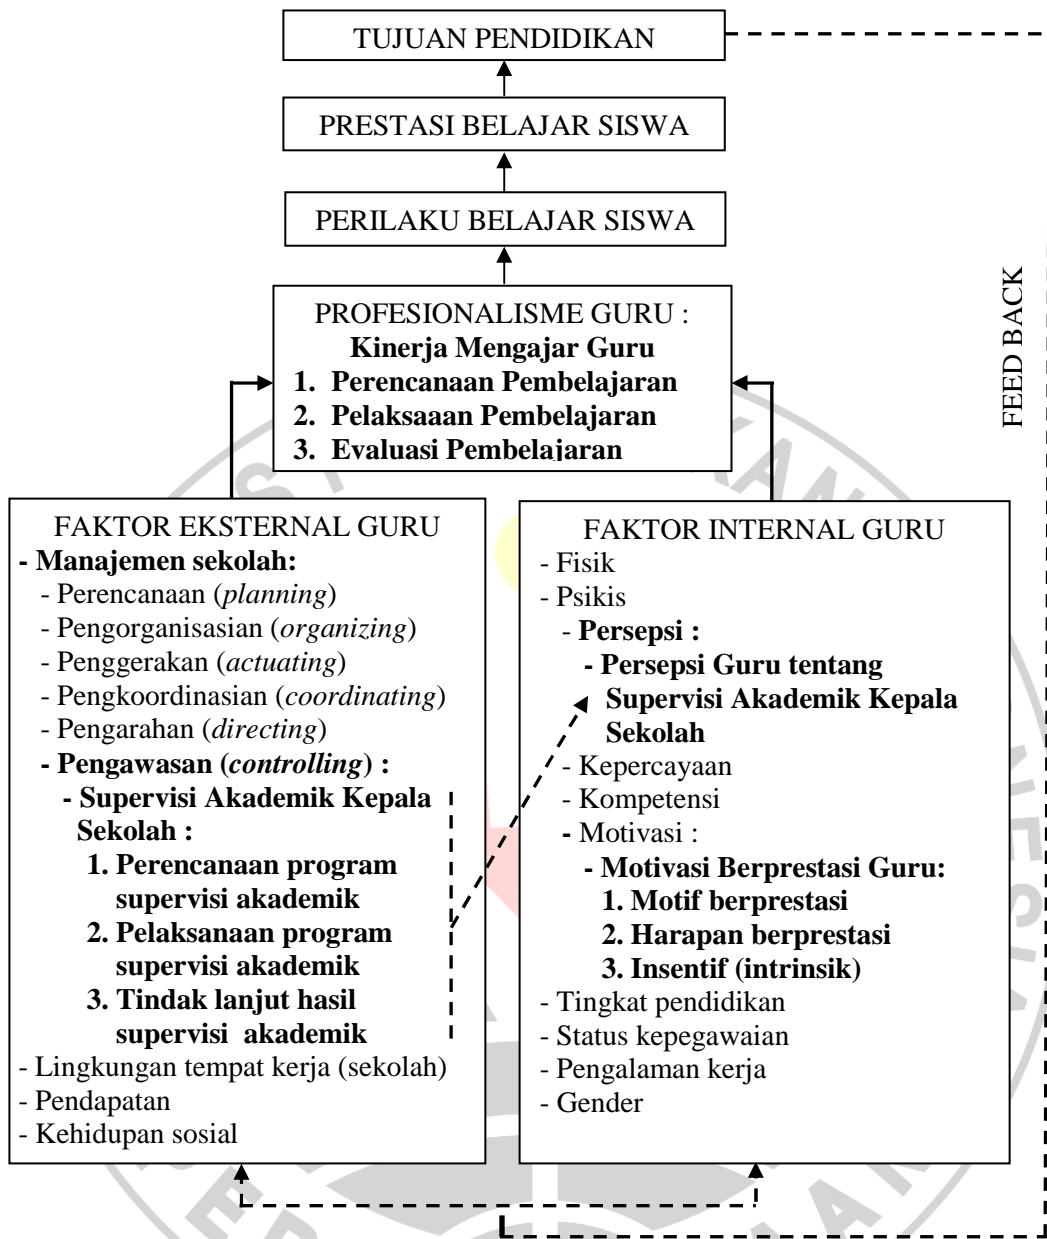 TUJUAN PENDIDIKAN
PRESTASI BELAJAR SISWA
PERILAKU BELAJAR SISWA
PROFESIONALISME GURU :
Kinerja Mengajar Guru
1. Perencanaan Pembelajaran
2. Pelaksaaan Pembelajaran
3. Evaluasi Pembelajaran
FEED BACK
FAKTOR EKSTERNAL GURU
- Manajemen sekolah:
- Perencanaan (planning)
- Pengorganisasian (organizing)
- Penggerakan (actuating)
- Pengkoordinasian (coordinating)
- Pengarahan (directing)
- Pengawasan (controlling) :
- Supervisi Akademik Kepala
Sekolah :
1. Perencanaan program
supervisi akademik
2. Pelaksanaan program
supervisi akademik
3. Tindak lanjut hasil
supervisi akademik
- Lingkungan tempat kerja (sekolah)
- Pendapatan
- Kehidupan sosial
FAKTOR INTERNAL GURU
- Fisik
- Psikis
- Persepsi :
- Persepsi Guru tentang
Supervisi Akademik Kepala
Sekolah
- Kepercayaan
- Kompetensi
- Motivasi :
- Motivasi Berprestasi Guru:
1. Motif berprestasi
2. Harapan berprestasi
3. Insentif (intrinsik)
- Tingkat pendidikan
- Status kepegawaian
- Pengalaman kerja
- Gender